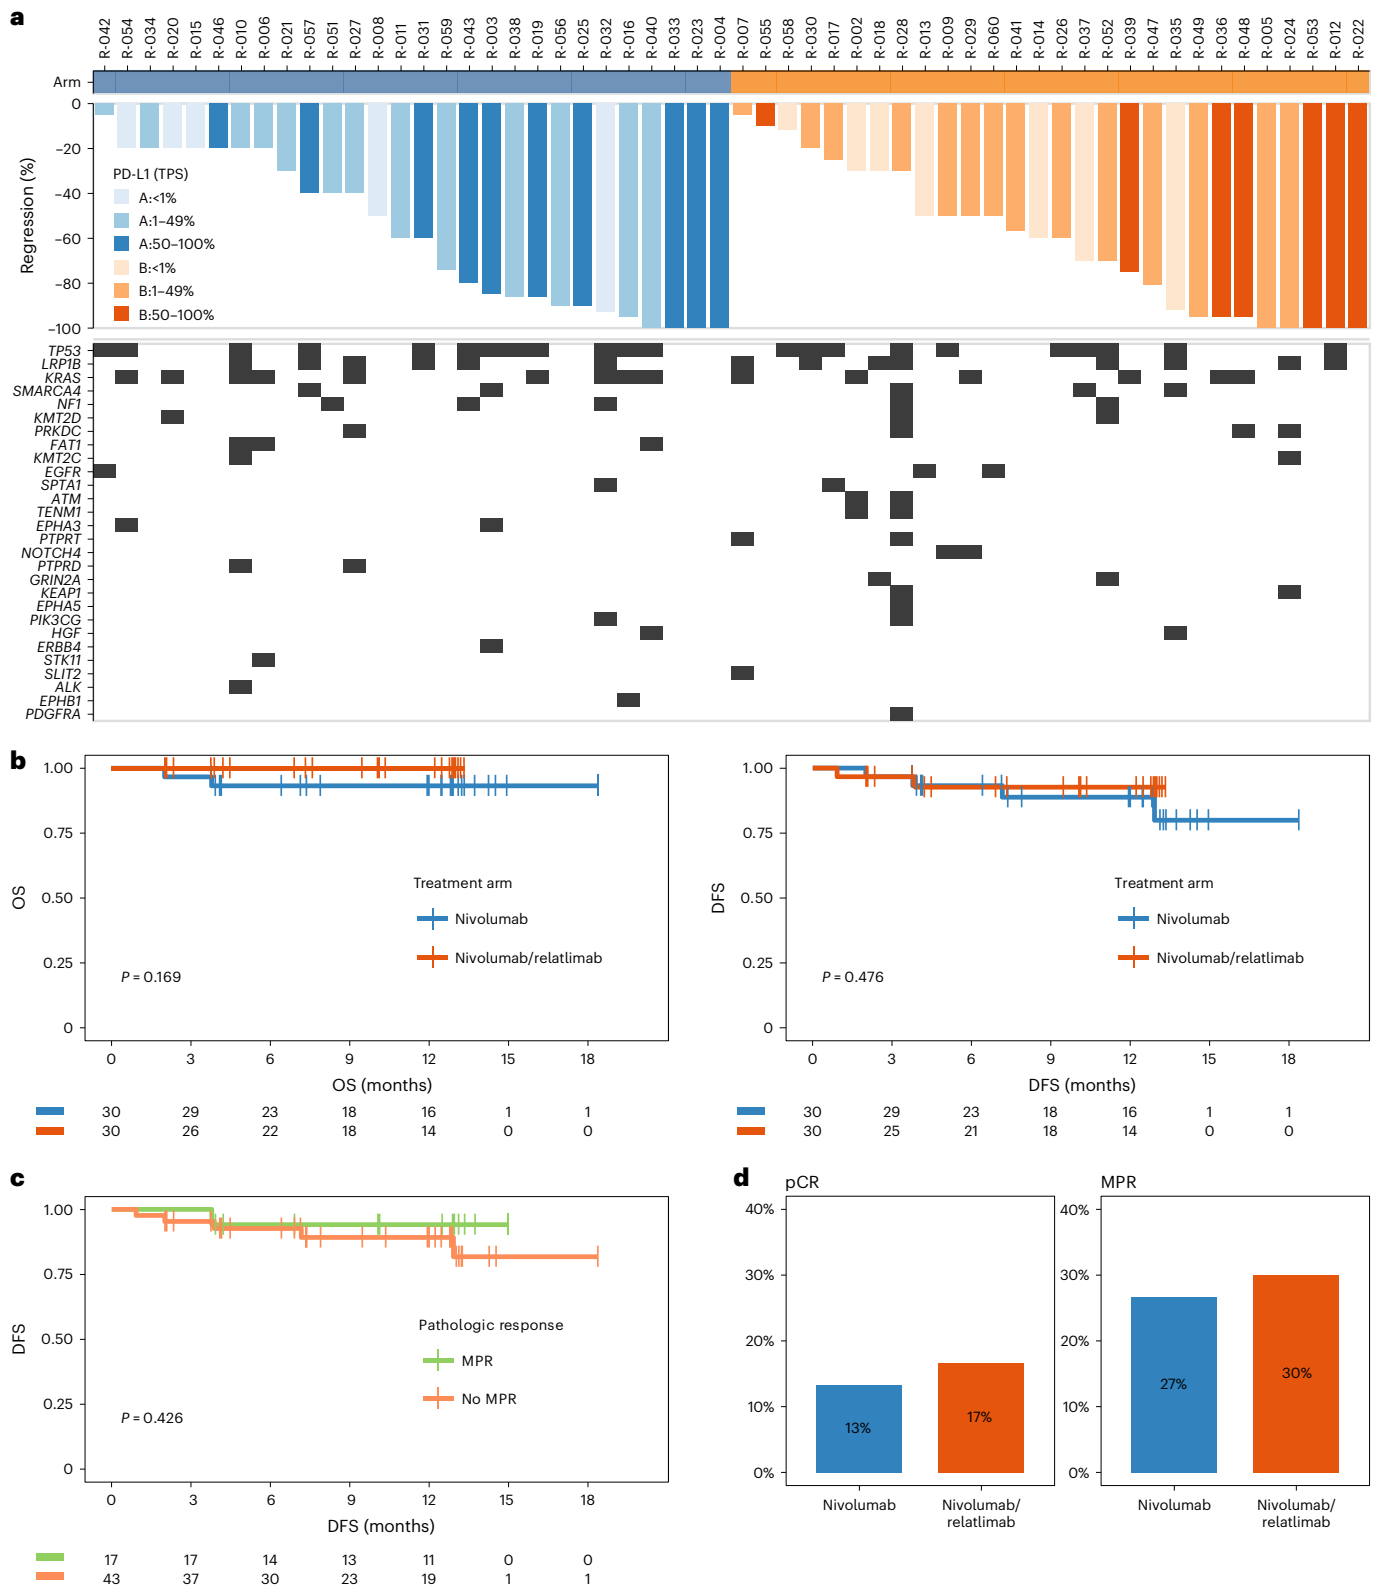 a
R-042 R-054 R-034 R-020 R-015 R-046 R-010 R-006 R-021 R-057 R-051 R-027 R-008 R-011 R-031 R-059 R-043 R-003 R-038 R-019 R-056 R-025 R-032 R-016 R-040 R-033 R-023 R-004 R-007 R-055 R-058 R-030 R-017 R-002 R-018 R-028 R-013 R-009 R-029 R-060 R-041 R-014 R-026 R-037 R-052 R-039 R-047 R-035 R-049 R-036 R-048 R-005 R-024 R-053 R-012 R-022
Arm
Regression (%)
0
−20
−40
−60
−80
−100
PD-L1 (TPS)
A:<1%
A:1–49%
A:50–100%
B:<1%
B:1–49%
B:50–100%
TP53
LRP1B
KRAS
SMARCA4
NF1
KMT2D
PRKDC
FAT1
KMT2C
EGFR
SPTA1
ATM
TENM1
EPHA3
PTPRT
NOTCH4
PTPRD
GRIN2A
KEAP1
EPHA5
PIK3CG
HGF
ERBB4
STK11
SLIT2
ALK
EPHB1
PDGFRA
b
OS
1.00
0.75
0.50
0.25
0
Treatment arm
Nivolumab
Nivolumab/relatlimab
P = 0.169
0 3 6 9 12 15 18
OS (months)
30 29 23 18 16 1 1
30 26 22 18 14 0 0
DFS
1.00
0.75
0.50
0.25
0
Treatment arm
Nivolumab
Nivolumab/relatlimab
P = 0.476
0 3 6 9 12 15 18
DFS (months)
30 29 23 18 16 1 1
30 25 21 18 14 0 0
c
DFS
1.00
0.75
0.50
0.25
0
Pathologic response
MPR
No MPR
P = 0.426
0 3 6 9 12 15 18
DFS (months)
17 17 14 13 11 0 0
43 37 30 23 19 1 1
d
pCR
40%
30%
20%
10%
0%
13%
17%
Nivolumab
Nivolumab/
relatlimab
MPR
40%
30%
20%
10%
0%
27%
30%
Nivolumab
Nivolumab/
relatlimab